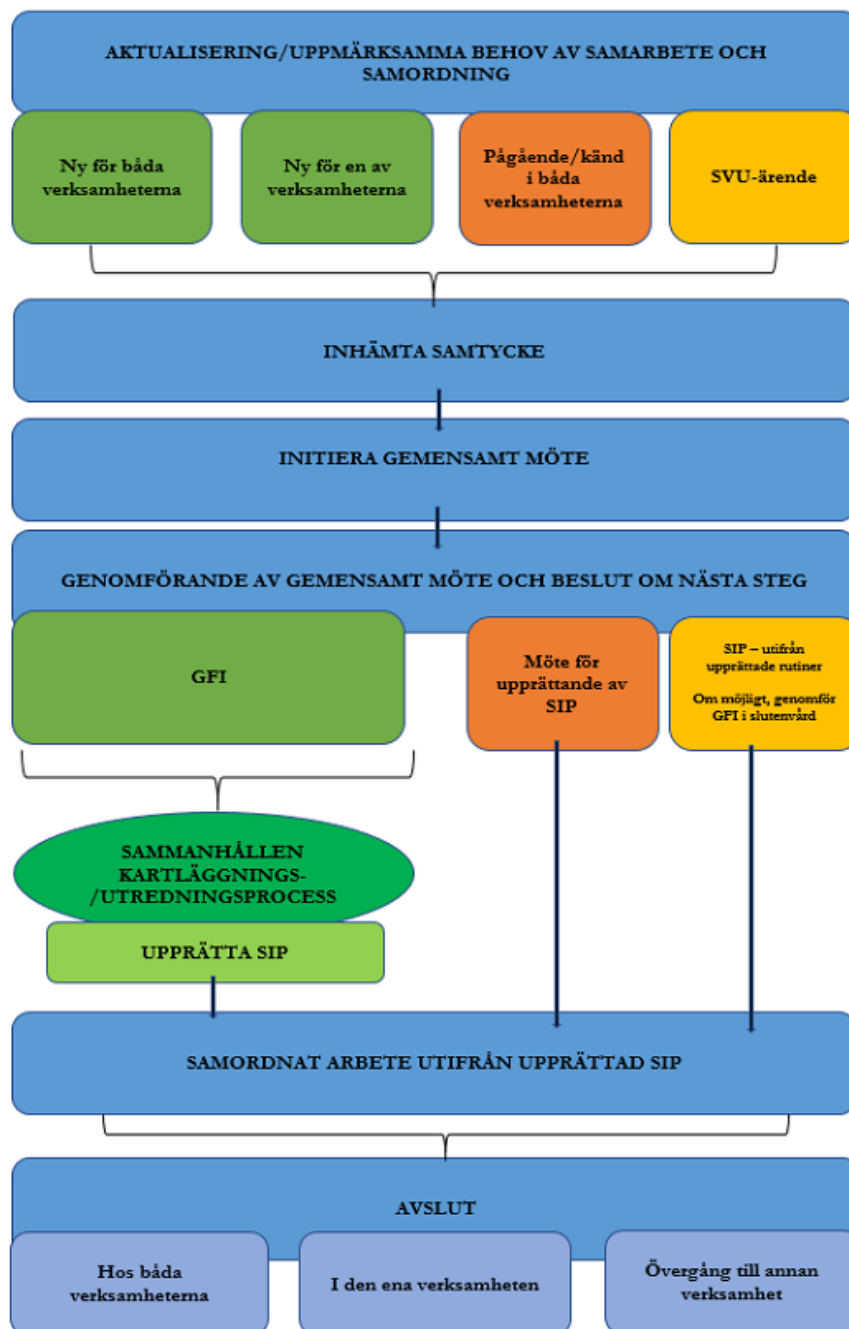 AKTUALISERING/UPPMÄRKSAMMA BEHOV AV SAMARBETE OCH
SAMORDNING
Ny för båda
verksamheterna
Ny för en av
verksamheterna
Pågående/känd
i båda
verksamheterna
SVU-ärende
INHÄMTA SAMTYCKE
INITIERA GEMENSAMT MÖTE
GENOMFÖRANDE AV GEMENSAMT MÖTE OCH BESLUT OM NÄSTA STEG
GFI
Möte för
upprättande av
SIP
SIP – utifrån
upprättade rutiner
Om möjligt, genomför
GFI i slutenvård
SAMMANHÅLLEN
KARTLÄGGNINGS-
/UTREDNINGSPROCESS
UPPRÄTTA SIP
SAMORDNAT ARBETE UTIFRÅN UPPRÄTTAD SIP
AVSLUT
Hos båda
verksamheterna
I den ena verksamheten
Övergång till annan
verksamhet